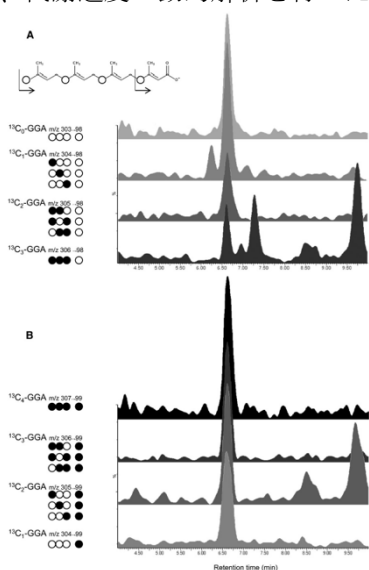 A
CH₃ CH₃ CH₃ CH₃ O
¹³C₀-GGA m/z 303→98
¹³C₁-GGA m/z 304→98
¹³C₂-GGA m/z 305→98
¹³C₃-GGA m/z 306→98
%
4.50 5.00 5.50 6.00 6.50 7.00 7.50 8.00 8.50 9.00 9.50
B
¹³C₄-GGA m/z 307→99
¹³C₃-GGA m/z 306→99
¹³C₂-GGA m/z 305→99
¹³C₁-GGA m/z 304→99
%
4.50 5.00 5.50 6.00 6.50 7.00 7.50 8.00 8.50 9.00 9.50
Retention time (min)